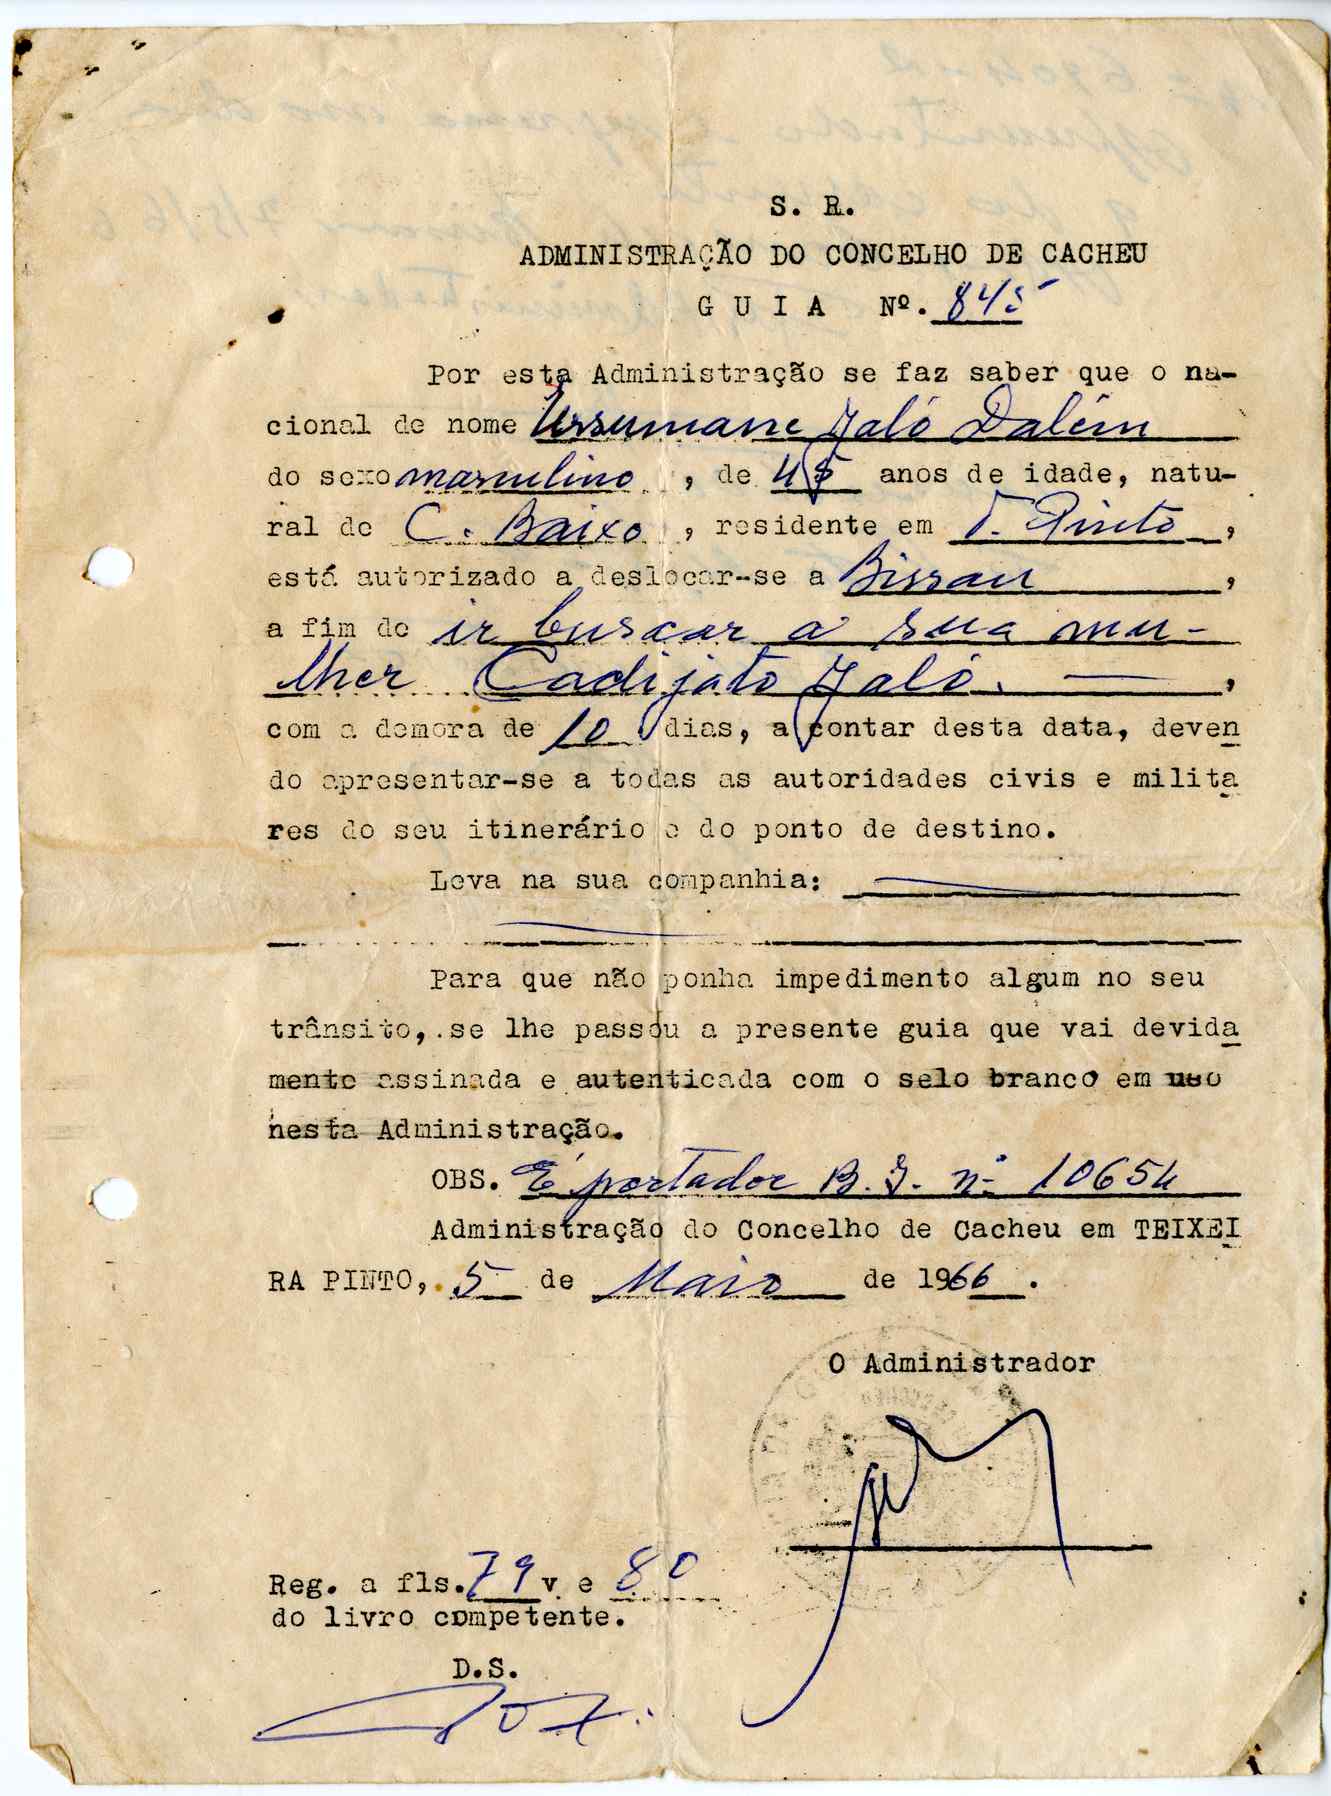 S. R.
ADMINISTRAÇÃO DO CONCELHO DE CACHEU
G U I A Nº. 845
Por esta Administração se faz saber que o na-
cional de nome Ussumane Jaló Dalém
do sexo masculino, de 45 anos de idade, natu-
ral de C. Baixo, residente em T. Pinto,
está autorizado a deslocar-se a Bissau,
a fim de ir buscar a sua mu-
lher Cadijato Jaló. —,
com a demora de 10 dias, a contar desta data, deven
do apresentar-se a todas as autoridades civis e milita
res do seu itinerário e do ponto de destino.
Leva na sua companhia:
Para que não ponha impedimento algum no seu
trânsito, se lhe passou a presente guia que vai devida
mente assinada e autenticada com o selo branco em uso
nesta Administração.
OBS. É portador B.I. nº 10654
Administração do Concelho de Cacheu em TEIXEI
RA PINTO, 5 de Maio de 1966.
O Administrador
Reg. a fls. 79 v e 80
do livro competente.
D.S.